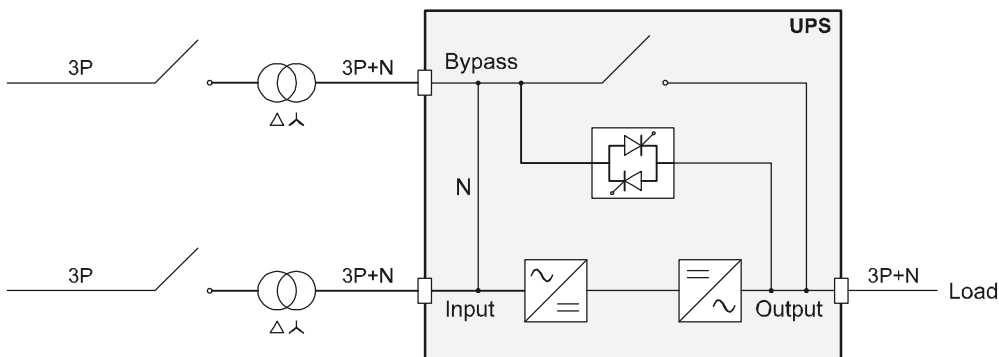 UPS
3P
3P+N
Bypass
N
3P
3P+N
Input
Output
3P+N
Load